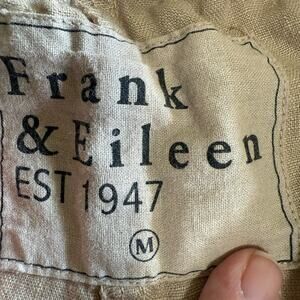 Frank
& Eileen
EST 1947
M